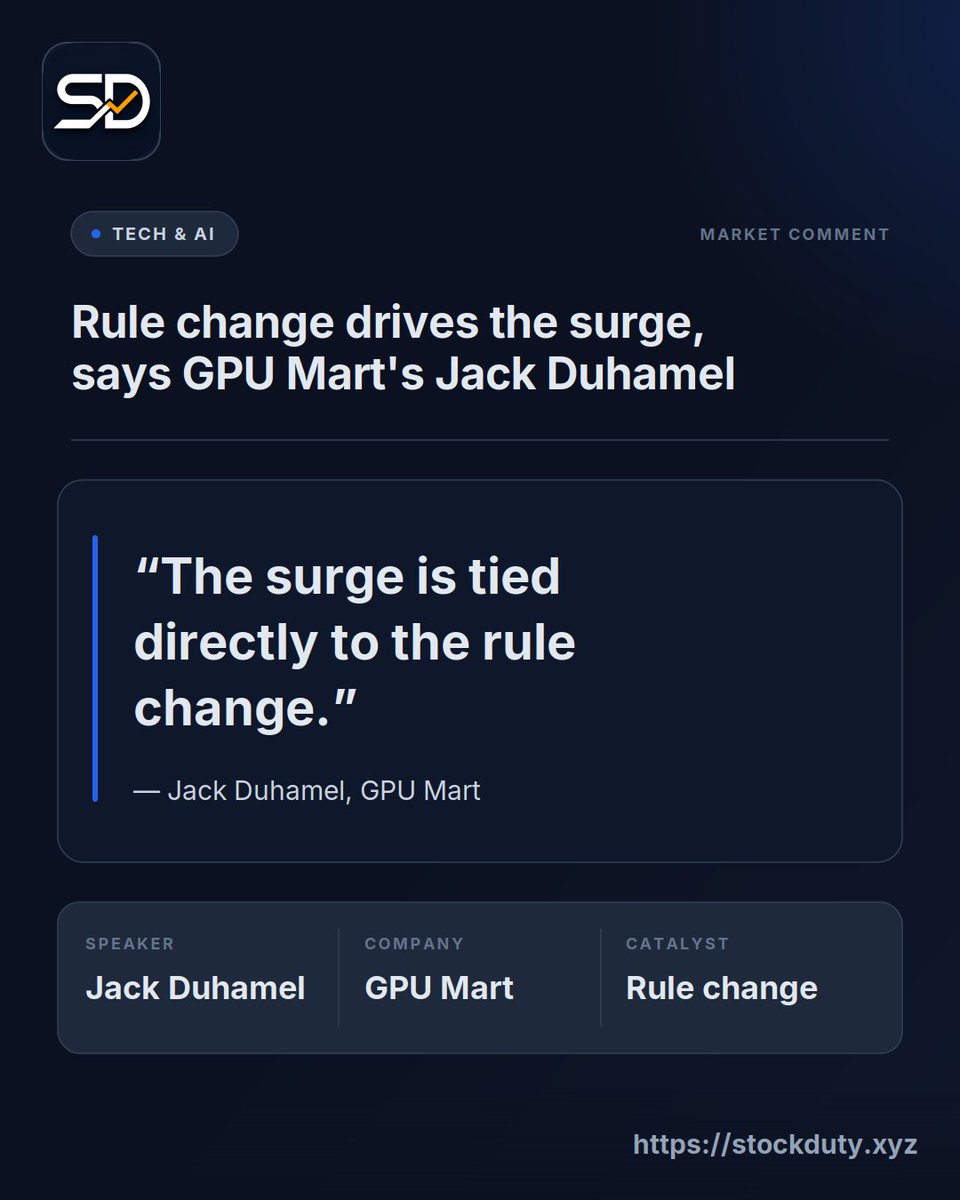 SD
TECH & AI
MARKET COMMENT
Rule change drives the surge,
says GPU Mart's Jack Duhamel
“The surge is tied
directly to the rule
change.”
— Jack Duhamel, GPU Mart
SPEAKER
Jack Duhamel
COMPANY
GPU Mart
CATALYST
Rule change
https://stockduty.xyz